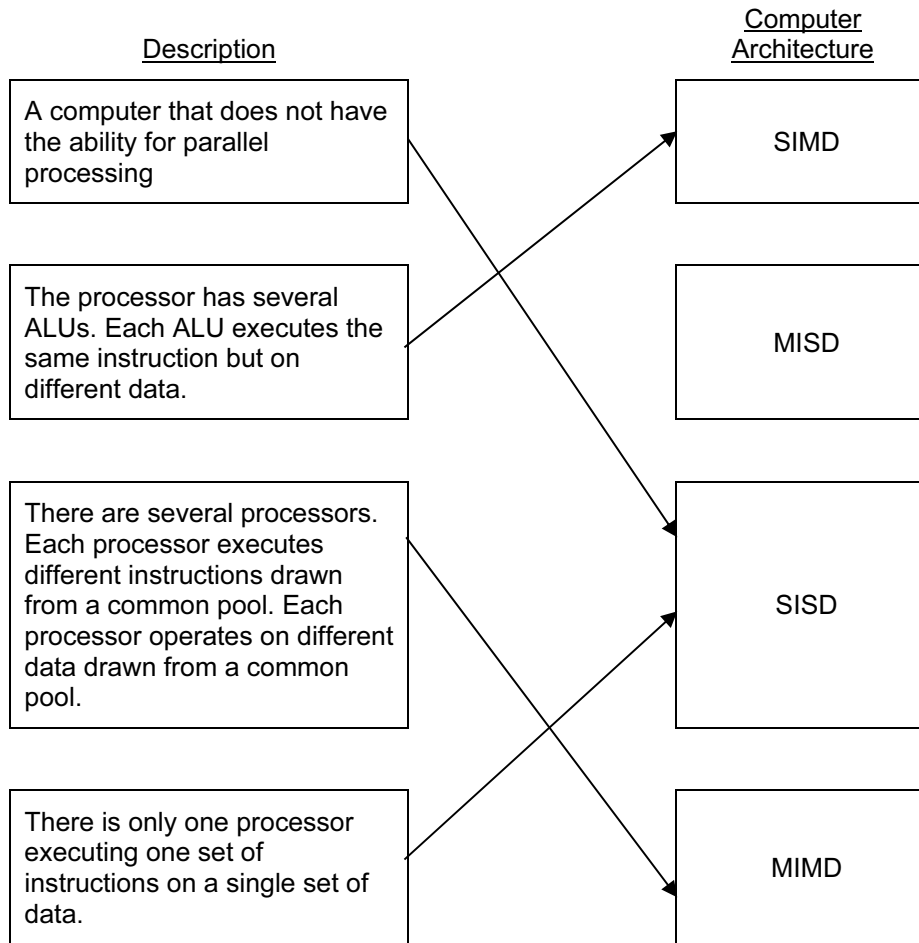 Description
Computer
Architecture
A computer that does not have
the ability for parallel
processing
SIMD
The processor has several
ALUs. Each ALU executes the
same instruction but on
different data.
MISD
There are several processors.
Each processor executes
different instructions drawn
from a common pool. Each
processor operates on different
data drawn from a common
pool.
SISD
There is only one processor
executing one set of
instructions on a single set of
data.
MIMD